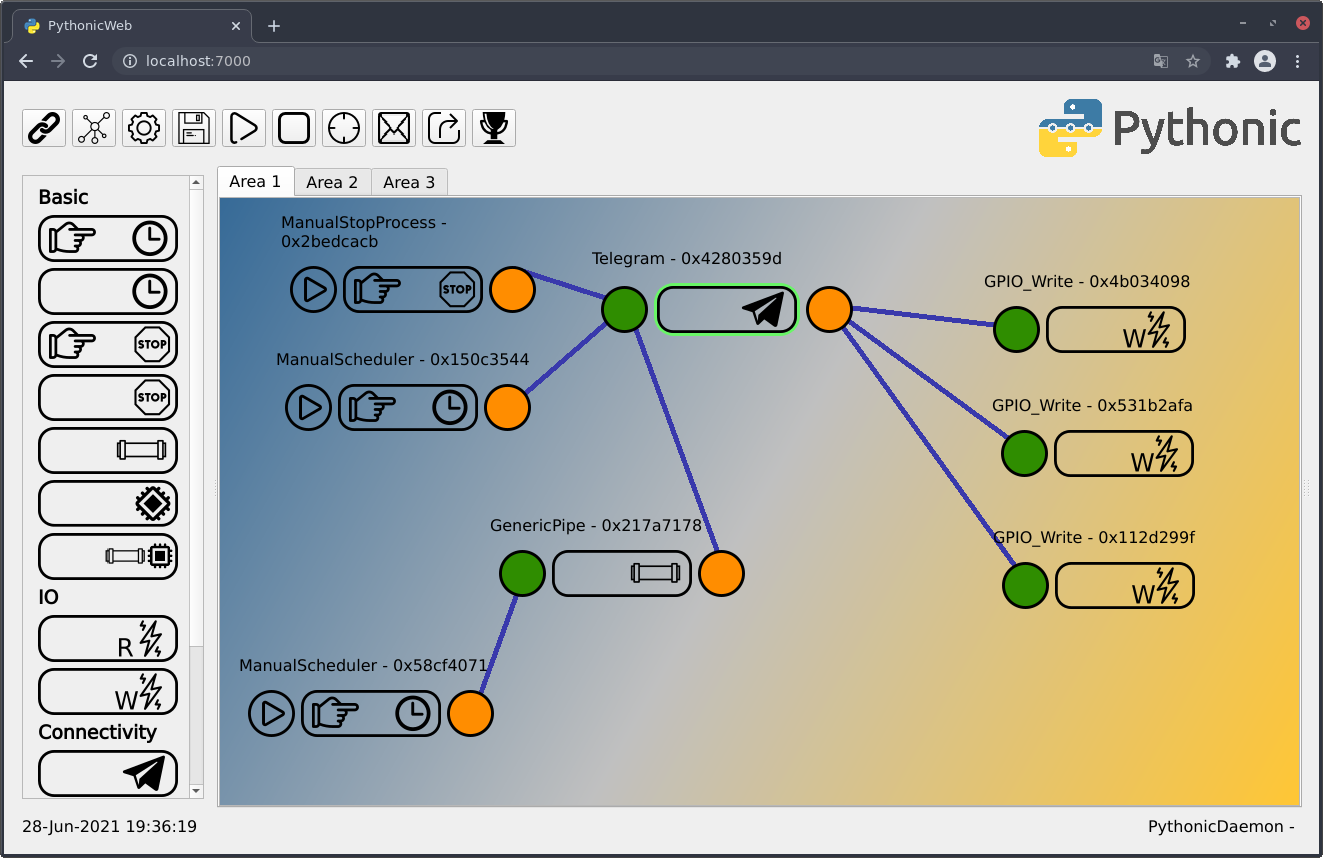 PythonicWeb
localhost:7000
Pythonic
Area 1
Area 2
Area 3
Basic
STOP
STOP
IO
R
W
Connectivity
ManualStopProcess -
0x2bedcacb
STOP
Telegram - 0x4280359d
GPIO_Write - 0x4b034098
W
ManualScheduler - 0x150c3544
GPIO_Write - 0x531b2afa
W
GenericPipe - 0x217a7178
GPIO_Write - 0x112d299f
W
ManualScheduler - 0x58cf4071
28-Jun-2021 19:36:19
PythonicDaemon -